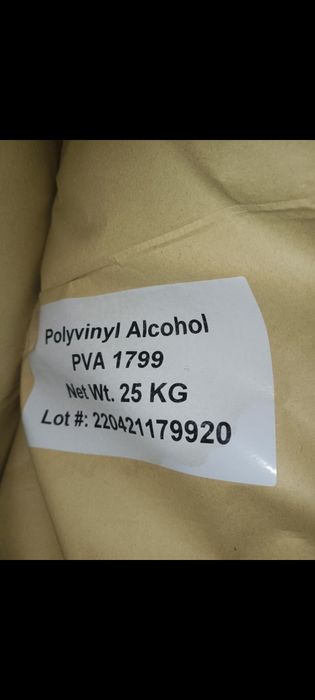 Polyvinyl Alcohol
PVA 1799
Net Wt. 25 KG
Lot #: 220421179920